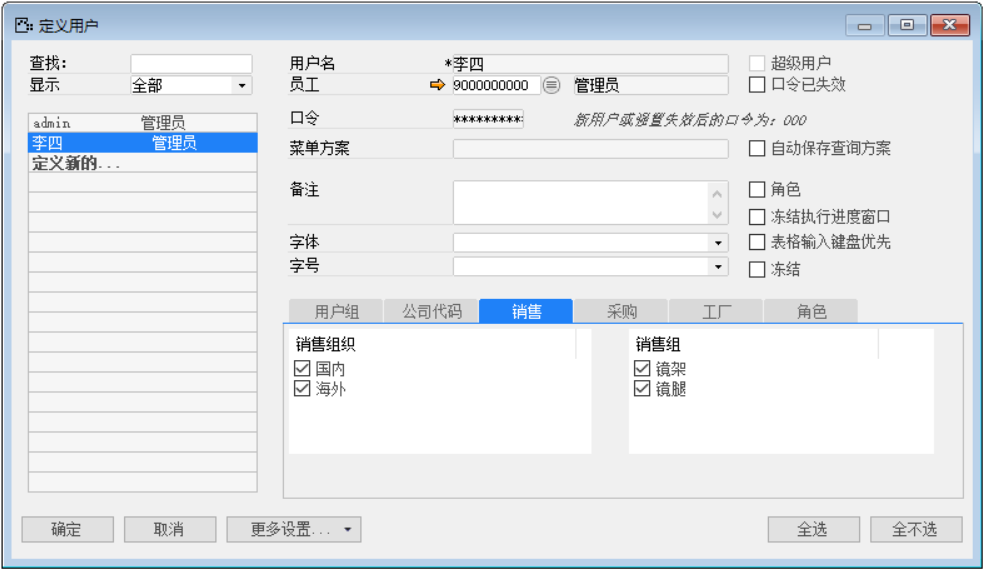 定义用户
查找:
显示 全部
admin 管理员
李四 管理员
定义新的...
用户名 *李四
员工 9000000000 管理员
口令 ********* 新用户或强置失效后的口令为: 000
菜单方案
备注
字体
字号
超级用户
口令已失效
自动保存查询方案
角色
冻结执行进度窗口
表格输入键盘优先
冻结
用户组 公司代码 销售 采购 工厂 角色
销售组织 销售组
国内 镜架
海外 镜腿
确定 取消 更多设置... 全选 全不选